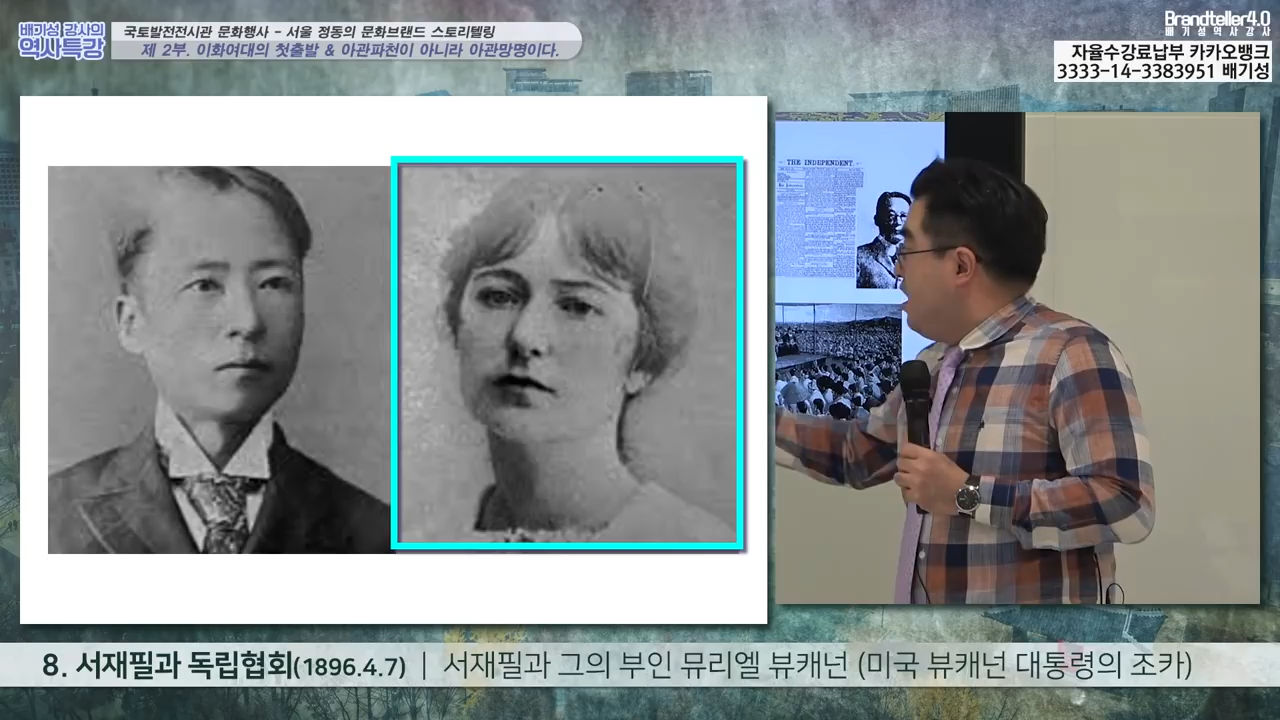 배기성 강사의
역사특강
국토발전전시관 문화행사 - 서울 정동의 문화브랜드 스토리텔링
제 2부. 이화여대의 첫출발 & 아관파천이 아니라 아관망명이다.
Brandteller4.0
배기성역사강사
자율수강료납부 카카오뱅크
3333-14-3383951 배기성
THE INDEPENDENT.
8. 서재필과 독립협회(1896.4.7) | 서재필과 그의 부인 뮤리엘 뷰캐넌 (미국 뷰캐넌 대통령의 조카)